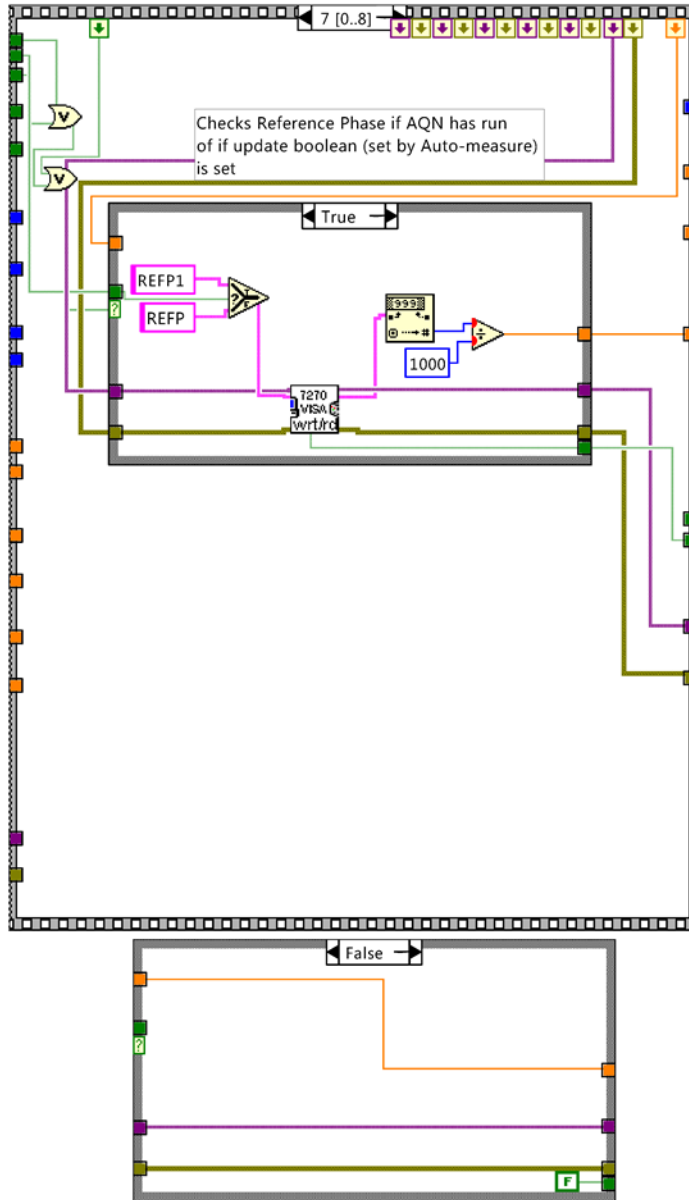 7 [0..8]
V
V
Checks Reference Phase if AQN has run
of if update boolean (set by Auto-measure)
is set
True
REFP1
REFP
?
T
F
?
999
#
÷
1000
7270
VISA
wrt/rd
False
?
F